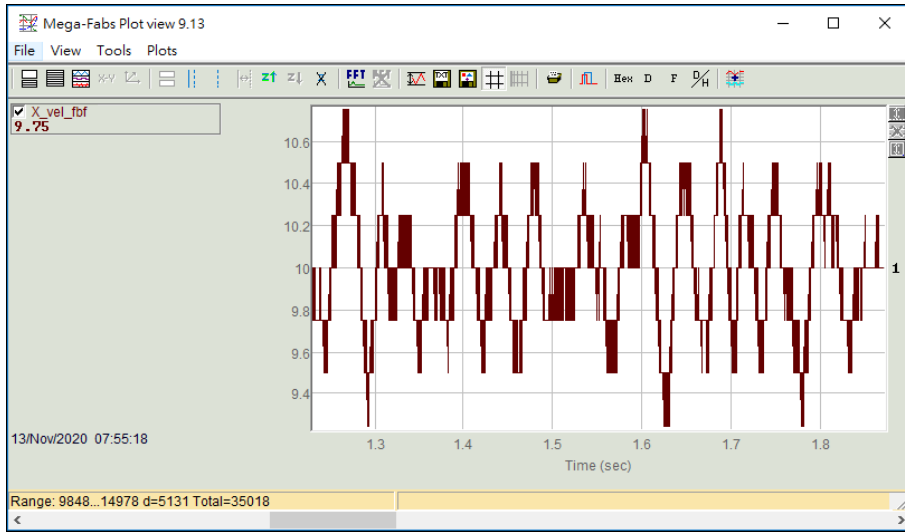 Mega-Fabs Plot view 9.13
File View Tools Plots
X-Y Z↑ Z↓ X FFT TXT Hex D F D/H
X_vel_fbf
9.75
10.6
10.4
10.2
10
9.8
9.6
9.4
1
1.3 1.4 1.5 1.6 1.7 1.8
Time (sec)
13/Nov/2020 07:55:18
Range: 9848...14978 d=5131 Total=35018